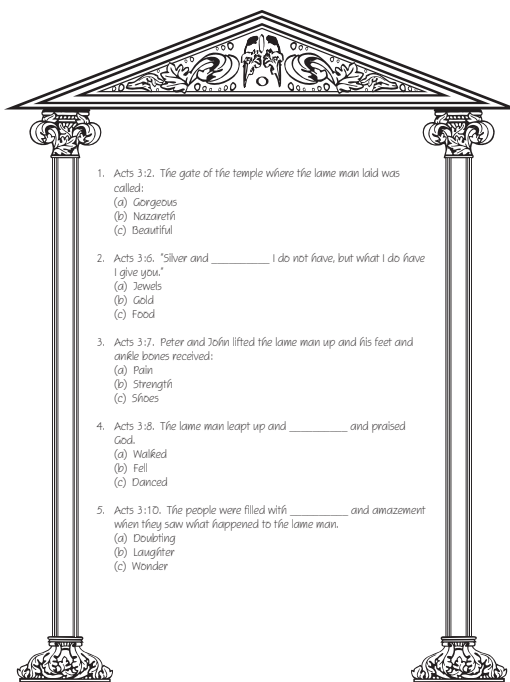 1. Acts 3:2. The gate of the temple where the lame man laid was
called:
(a) Gorgeous
(b) Nazareth
(c) Beautiful
2. Acts 3:6. "Silver and __________ I do not have, but what I do have
I give you."
(a) Jewels
(b) Gold
(c) Food
3. Acts 3:7. Peter and John lifted the lame man up and his feet and
ankle bones received:
(a) Pain
(b) Strength
(c) Shoes
4. Acts 3:8. The lame man leapt up and __________ and praised
God.
(a) Walked
(b) Fell
(c) Danced
5. Acts 3:10. The people were filled with __________ and amazement
when they saw what happened to the lame man.
(a) Doubting
(b) Laughter
(c) Wonder